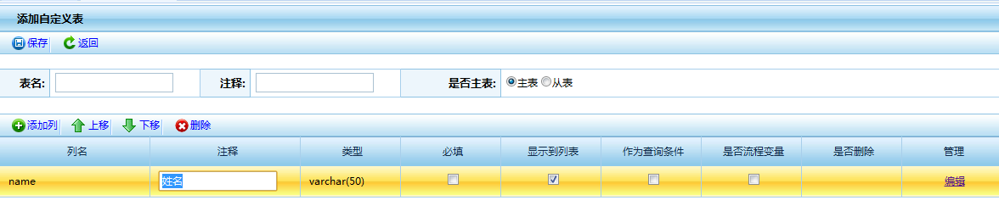 添加自定义表
保存 返回
表名: 注释: 是否主表: 主表 从表
添加列 上移 下移 删除
列名 注释 类型 必填 显示到列表 作为查询条件 是否流程变量 是否删除 管理
name 姓名 varchar(50) 编辑